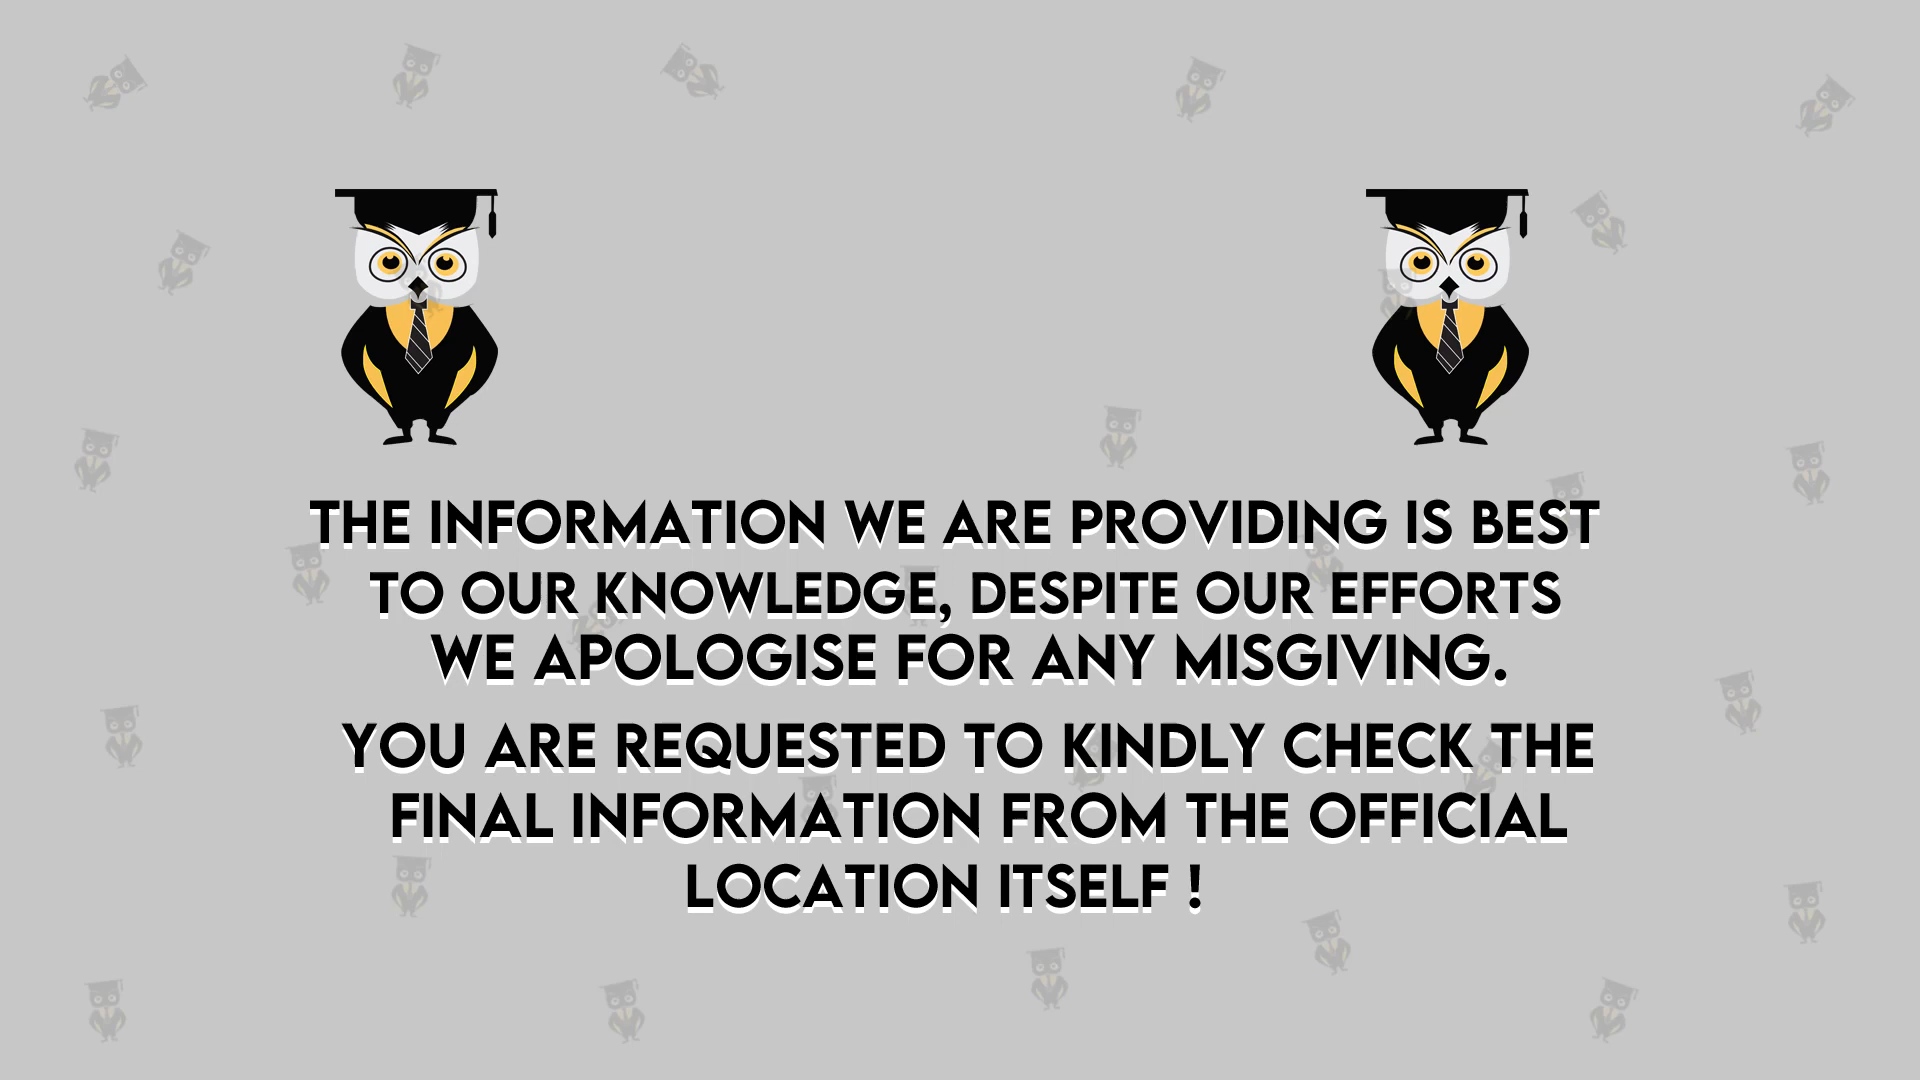 THE INFORMATION WE ARE PROVIDING IS BEST
TO OUR KNOWLEDGE, DESPITE OUR EFFORTS
WE APOLOGISE FOR ANY MISGIVING.
YOU ARE REQUESTED TO KINDLY CHECK THE
FINAL INFORMATION FROM THE OFFICIAL
LOCATION ITSELF !